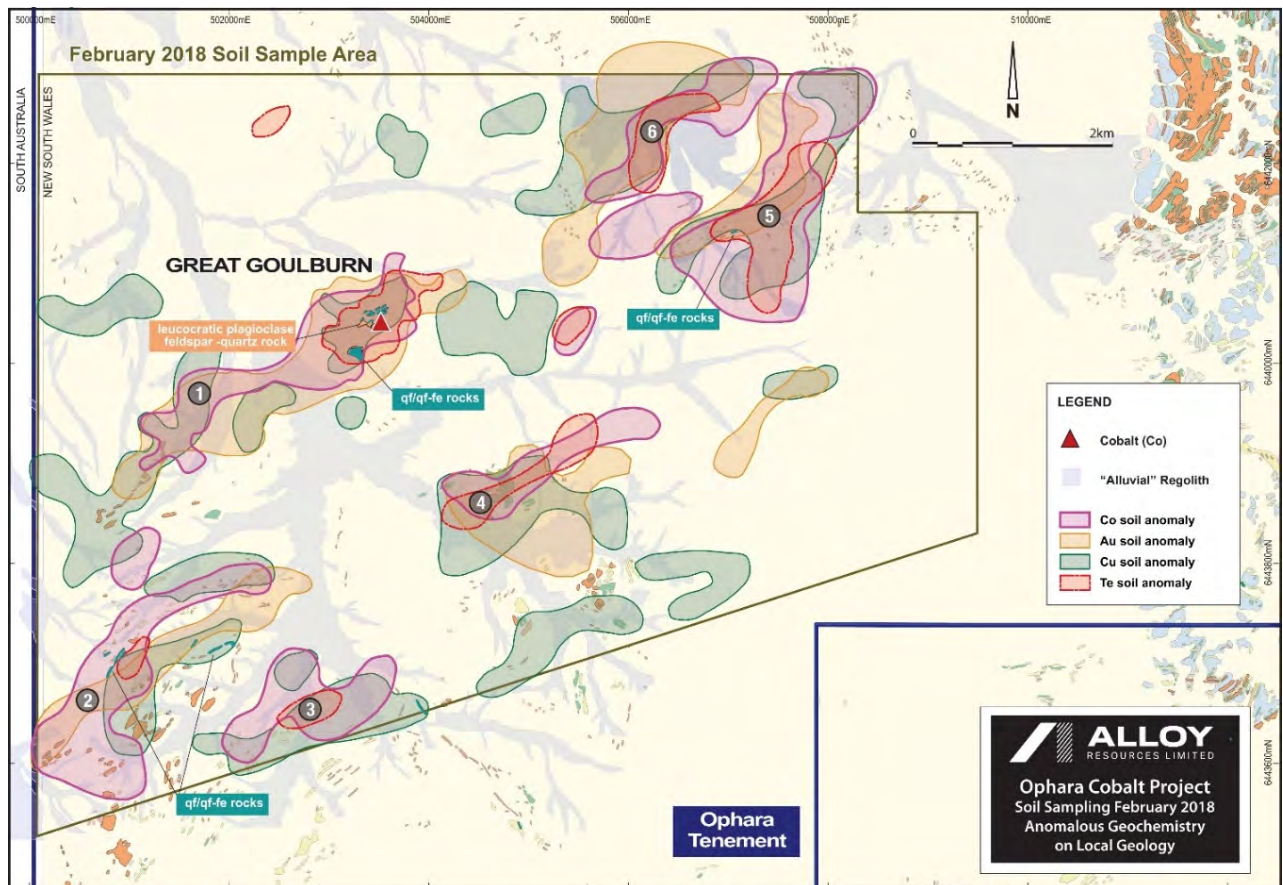 500000mE
502000mE
504000mE
506000mE
508000mE
510000mE
February 2018 Soil Sample Area
SOUTH AUSTRALIA
NEW SOUTH WALES
N
0
2km
6442000mN
6
5
GREAT GOULBURN
leucocratic plagioclase
feldspar -quartz rock
qf/qf-fe rocks
qf/qf-fe rocks
6440000mN
1
4
LEGEND
Cobalt (Co)
"Alluvial" Regolith
Co soil anomaly
Au soil anomaly
Cu soil anomaly
Te soil anomaly
6443800mN
2
3
qf/qf-fe rocks
6443600mN
Ophara
Tenement
ALLOY
RESOURCES LIMITED
Ophara Cobalt Project
Soil Sampling February 2018
Anomalous Geochemistry
on Local Geology